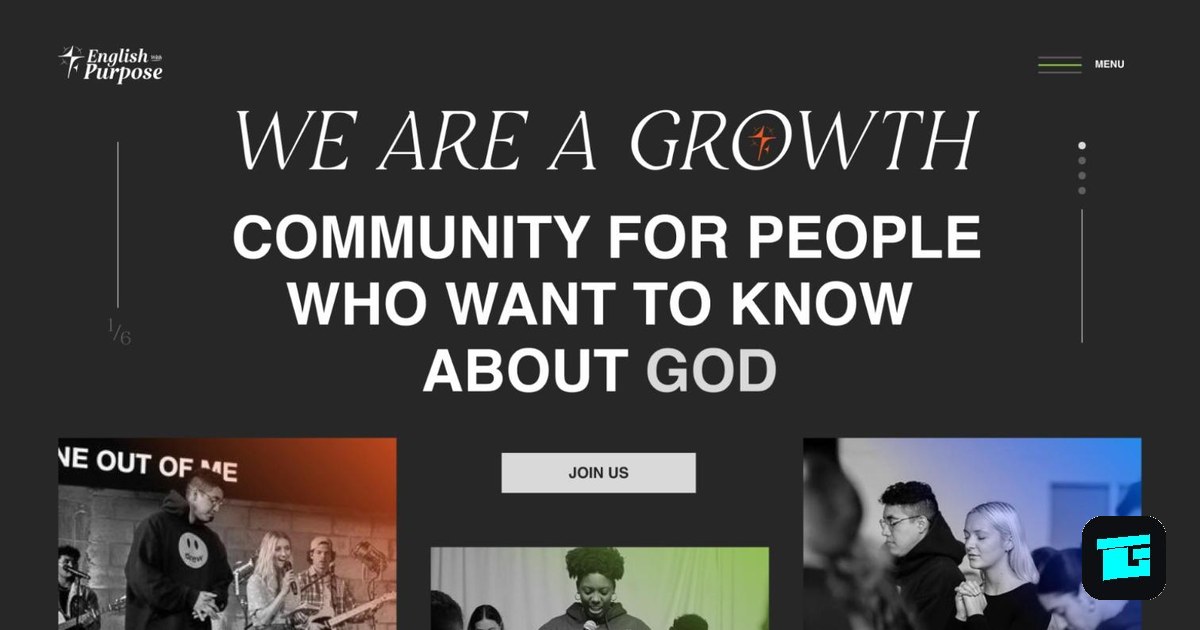 English
Purpose
MENU
WE ARE A GROWTH
COMMUNITY FOR PEOPLE
WHO WANT TO KNOW
ABOUT GOD
1/6
JOIN US
NE OUT OF ME
TG